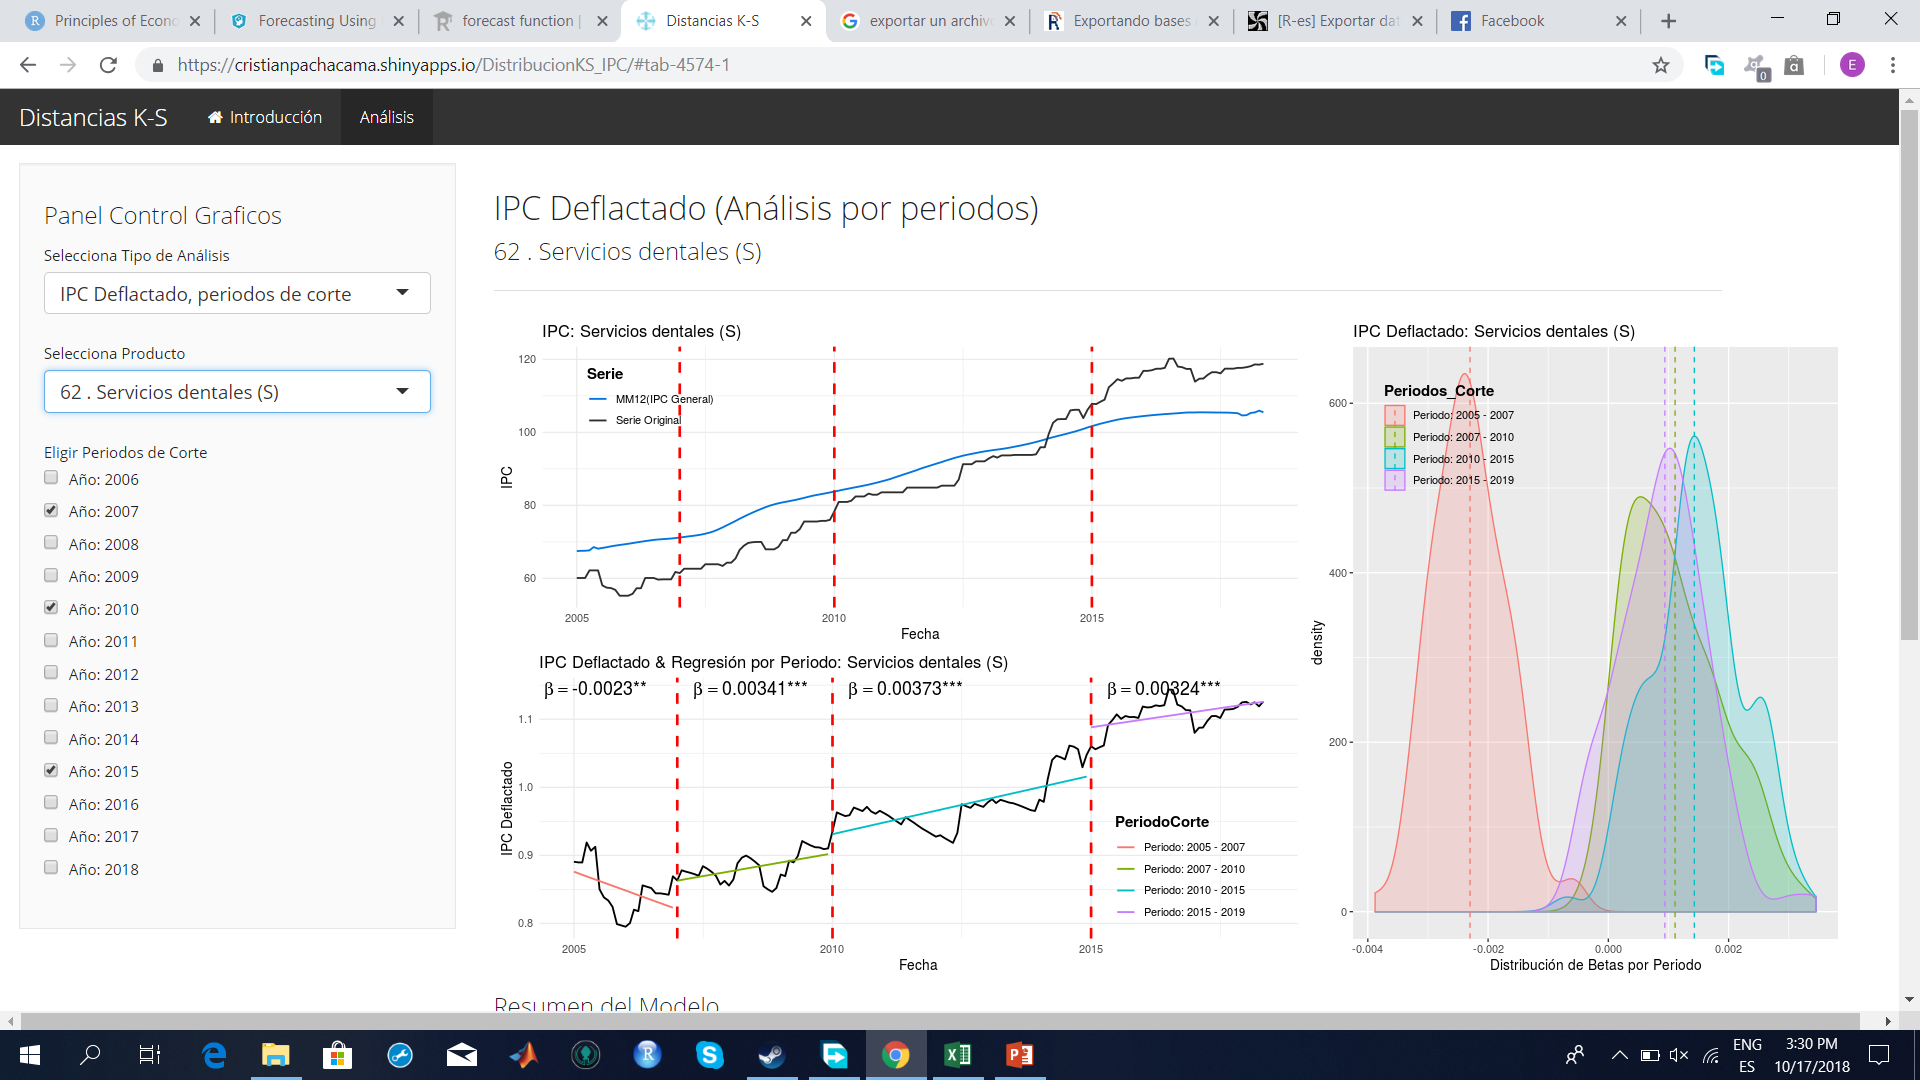 Principles of Econo
Forecasting Using
forecast function |
Distancias K-S
exportar un archivo
Exportando bases
[R-es] Exportar dat
Facebook
https://cristianpachacama.shinyapps.io/DistribucionKS_IPC/#tab-4574-1
0
E
Distancias K-S
Introducción
Análisis
Panel Control Graficos
Selecciona Tipo de Análisis
IPC Deflactado, periodos de corte
Selecciona Producto
62 . Servicios dentales (S)
Eligir Periodos de Corte
Año: 2006
Año: 2007
Año: 2008
Año: 2009
Año: 2010
Año: 2011
Año: 2012
Año: 2013
Año: 2014
Año: 2015
Año: 2016
Año: 2017
Año: 2018
IPC Deflactado (Análisis por periodos)
62 . Servicios dentales (S)
IPC: Servicios dentales (S)
Serie
MM12(IPC General)
Serie Original
120
100
80
60
IPC
2005
2010
2015
Fecha
IPC Deflactado & Regresión por Periodo: Servicios dentales (S)
β = -0.0023**
β = 0.00341***
β = 0.00373***
β = 0.00324***
1.1
1.0
0.9
0.8
IPC Deflactado
PeriodoCorte
Periodo: 2005 - 2007
Periodo: 2007 - 2010
Periodo: 2010 - 2015
Periodo: 2015 - 2019
2005
2010
2015
Fecha
IPC Deflactado: Servicios dentales (S)
Periodos_Corte
Periodo: 2005 - 2007
Periodo: 2007 - 2010
Periodo: 2010 - 2015
Periodo: 2015 - 2019
600
400
200
0
density
-0.004
-0.002
0.000
0.002
Distribución de Betas por Periodo
Resumen del Modelo
ENG
ES
3:30 PM
10/17/2018